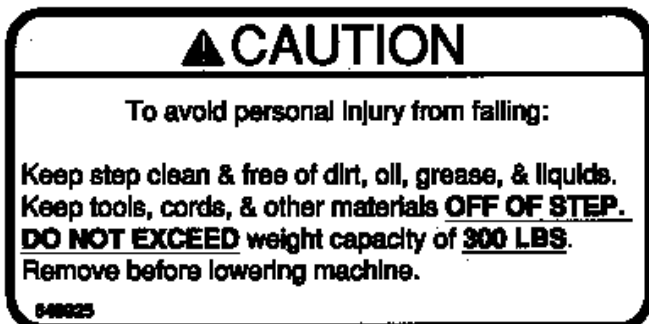 ⚠CAUTION
To avoid personal injury from falling:
Keep step clean & free of dirt, oil, grease, & liquids.
Keep tools, cords, & other materials OFF OF STEP.
DO NOT EXCEED weight capacity of 300 LBS.
Remove before lowering machine.